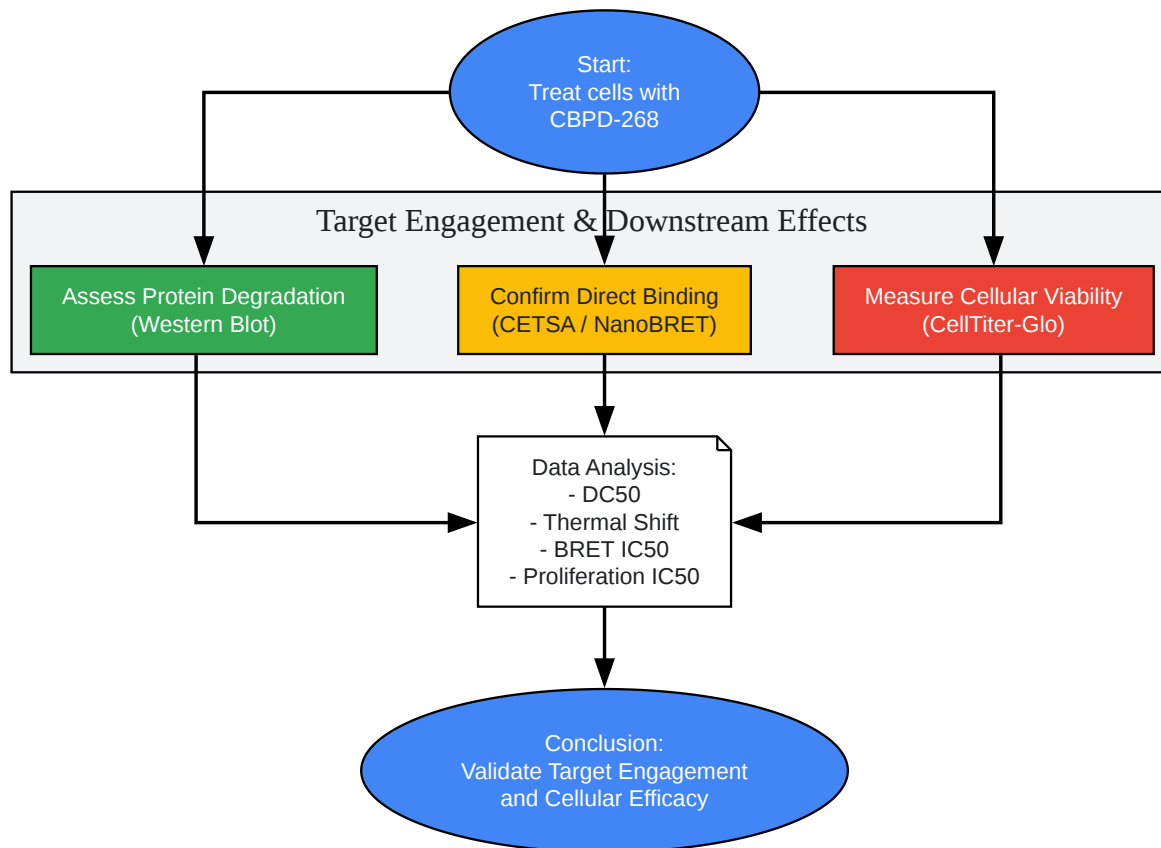 Start:
Treat cells with
CBPD-268
Target Engagement & Downstream Effects
Assess Protein Degradation
(Western Blot)
Confirm Direct Binding
(CETSA / NanoBRET)
Measure Cellular Viability
(CellTiter-Glo)
Data Analysis:
- DC50
- Thermal Shift
- BRET IC50
- Proliferation IC50
Conclusion:
Validate Target Engagement
and Cellular Efficacy